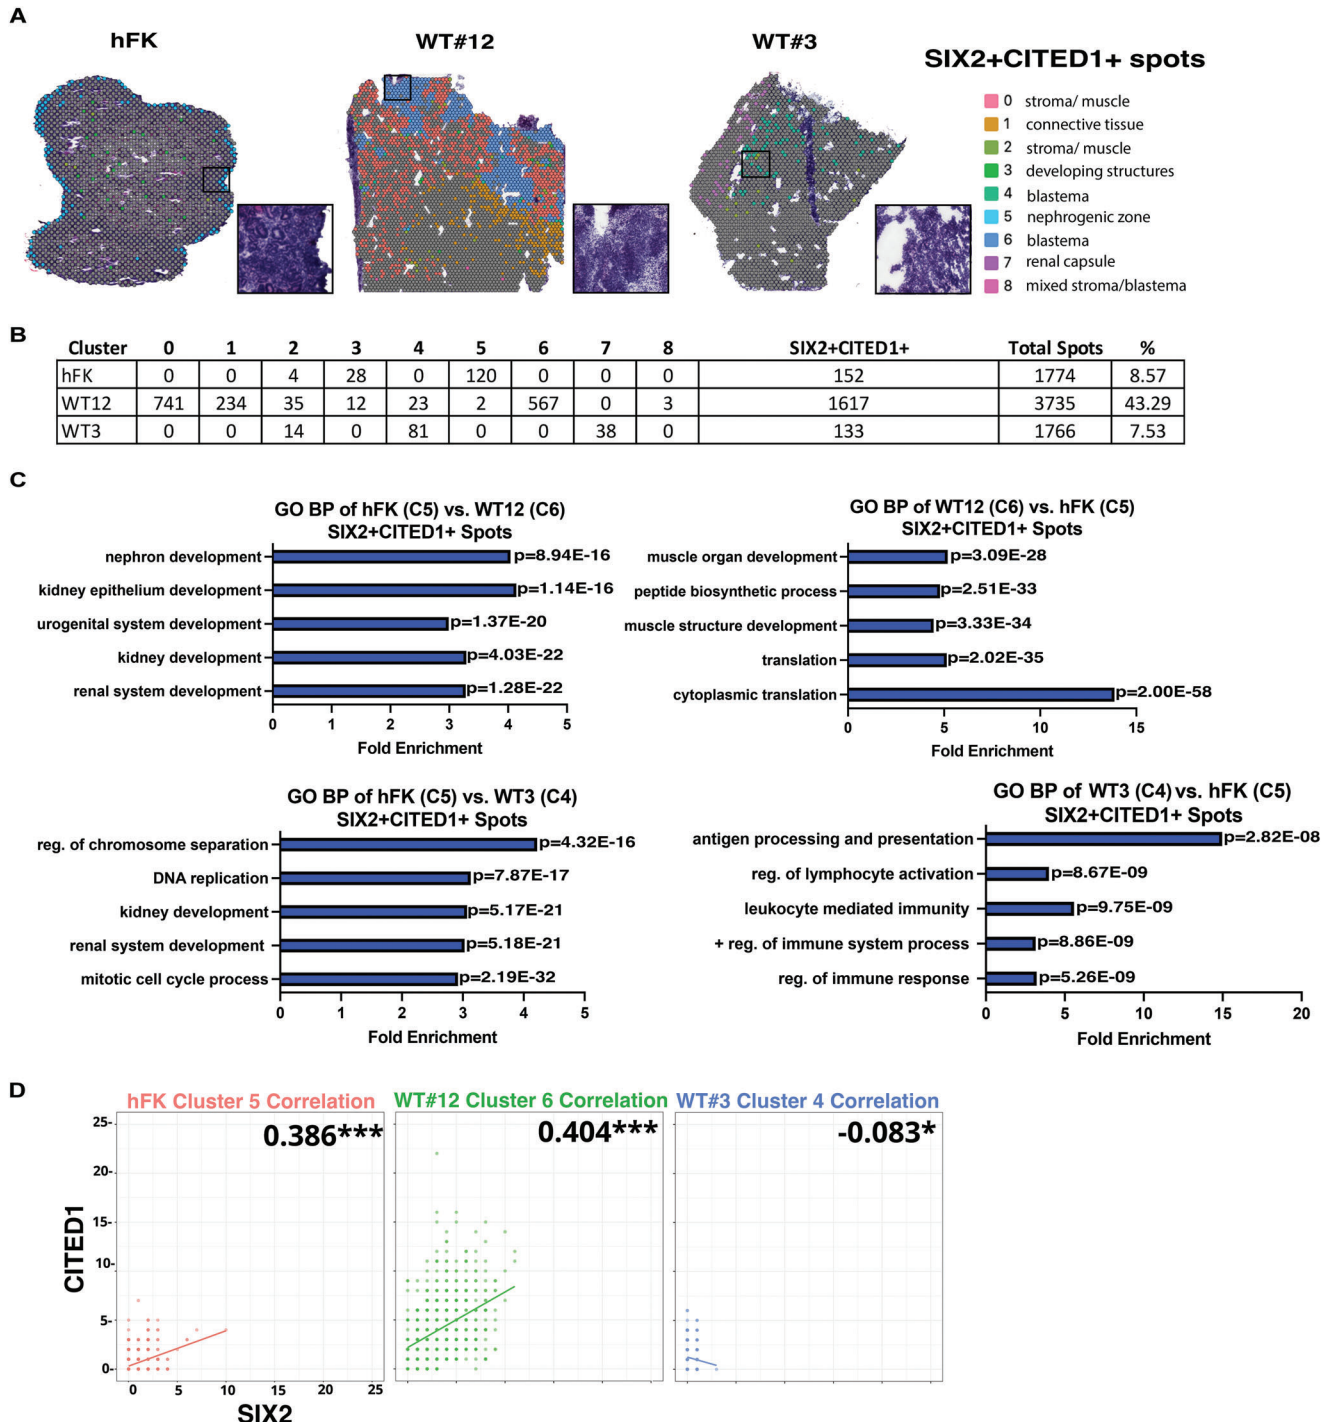 A
hFK
WT#12
WT#3
SIX2+CITED1+ spots
0 stroma/ muscle
1 connective tissue
2 stroma/ muscle
3 developing structures
4 blastema
5 nephrogenic zone
6 blastema
7 renal capsule
8 mixed stroma/blastema
B
Cluster 0 1 2 3 4 5 6 7 8 SIX2+CITED1+ Total Spots %
hFK 0 0 4 28 0 120 0 0 0 152 1774 8.57
WT12 741 234 35 12 23 2 567 0 3 1617 3735 43.29
WT3 0 0 14 0 81 0 0 38 0 133 1766 7.53
C
GO BP of hFK (C5) vs. WT12 (C6)
SIX2+CITED1+ Spots
nephron development p=8.94E-16
kidney epithelium development p=1.14E-16
urogenital system development p=1.37E-20
kidney development p=4.03E-22
renal system development p=1.28E-22
0 1 2 3 4 5
Fold Enrichment
GO BP of WT12 (C6) vs. hFK (C5)
SIX2+CITED1+ Spots
muscle organ development p=3.09E-28
peptide biosynthetic process p=2.51E-33
muscle structure development p=3.33E-34
translation p=2.02E-35
cytoplasmic translation p=2.00E-58
0 5 10 15
Fold Enrichment
GO BP of hFK (C5) vs. WT3 (C4)
SIX2+CITED1+ Spots
reg. of chromosome separation p=4.32E-16
DNA replication p=7.87E-17
kidney development p=5.17E-21
renal system development p=5.18E-21
mitotic cell cycle process p=2.19E-32
0 1 2 3 4 5
Fold Enrichment
GO BP of WT3 (C4) vs. hFK (C5)
SIX2+CITED1+ Spots
antigen processing and presentation p=2.82E-08
reg. of lymphocyte activation p=8.67E-09
leukocyte mediated immunity p=9.75E-09
+ reg. of immune system process p=8.86E-09
reg. of immune response p=5.26E-09
0 5 10 15 20
Fold Enrichment
D
hFK Cluster 5 Correlation
0.386***
WT#12 Cluster 6 Correlation
0.404***
WT#3 Cluster 4 Correlation
-0.083*
CITED1
25-
20-
15-
10-
5-
0-
0 5 10 15 20 25
SIX2